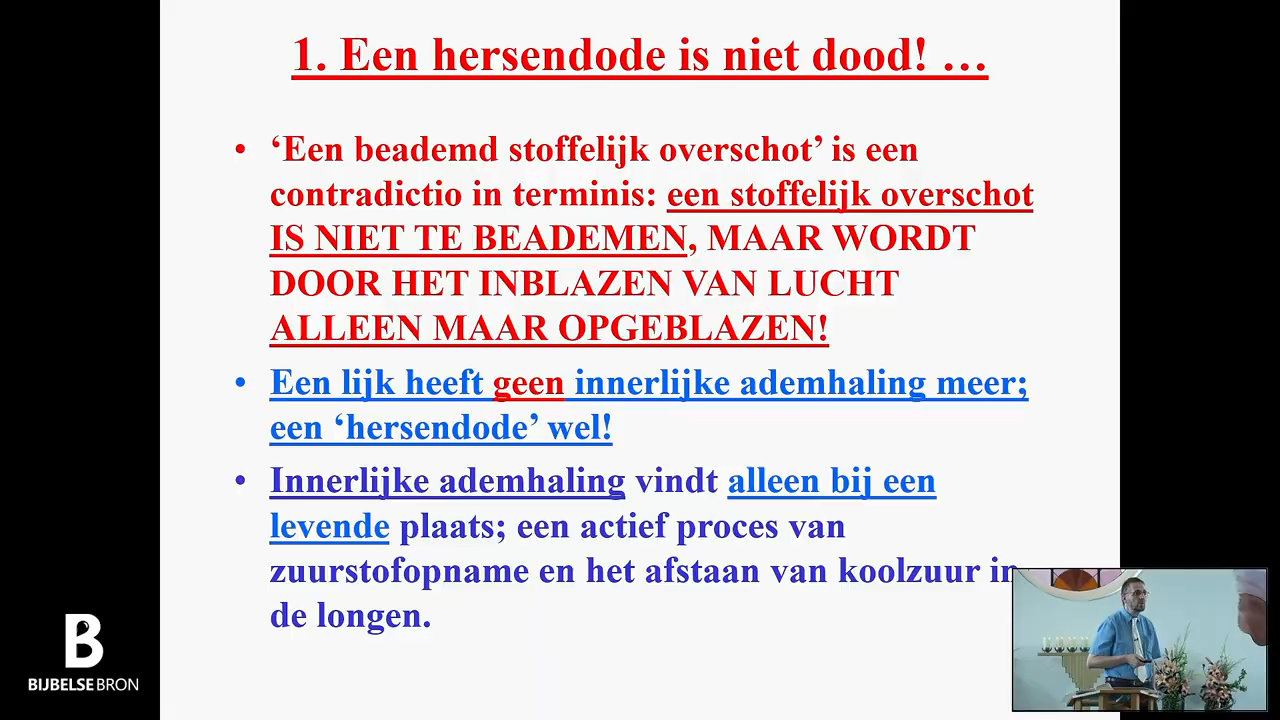 1. Een hersendode is niet dood! …
• ‘Een beademd stoffelijk overschot’ is een
contradictio in terminis: een stoffelijk overschot
IS NIET TE BEADEMEN, MAAR WORDT
DOOR HET INBLAZEN VAN LUCHT
ALLEEN MAAR OPGEBLAZEN!
• Een lijk heeft geen innerlijke ademhaling meer;
een ‘hersendode’ wel!
• Innerlijke ademhaling vindt alleen bij een
levende plaats; een actief proces van
zuurstofopname en het afstaan van koolzuur in
de longen.
B
BIJBELSE BRON